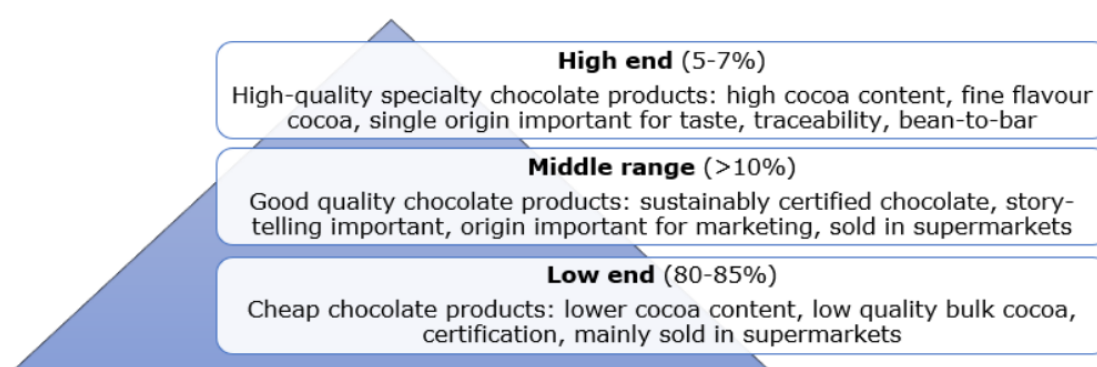 High end (5-7%)
High-quality specialty chocolate products: high cocoa content, fine flavour
cocoa, single origin important for taste, traceability, bean-to-bar
Middle range (>10%)
Good quality chocolate products: sustainably certified chocolate, story-
telling important, origin important for marketing, sold in supermarkets
Low end (80-85%)
Cheap chocolate products: lower cocoa content, low quality bulk cocoa,
certification, mainly sold in supermarkets